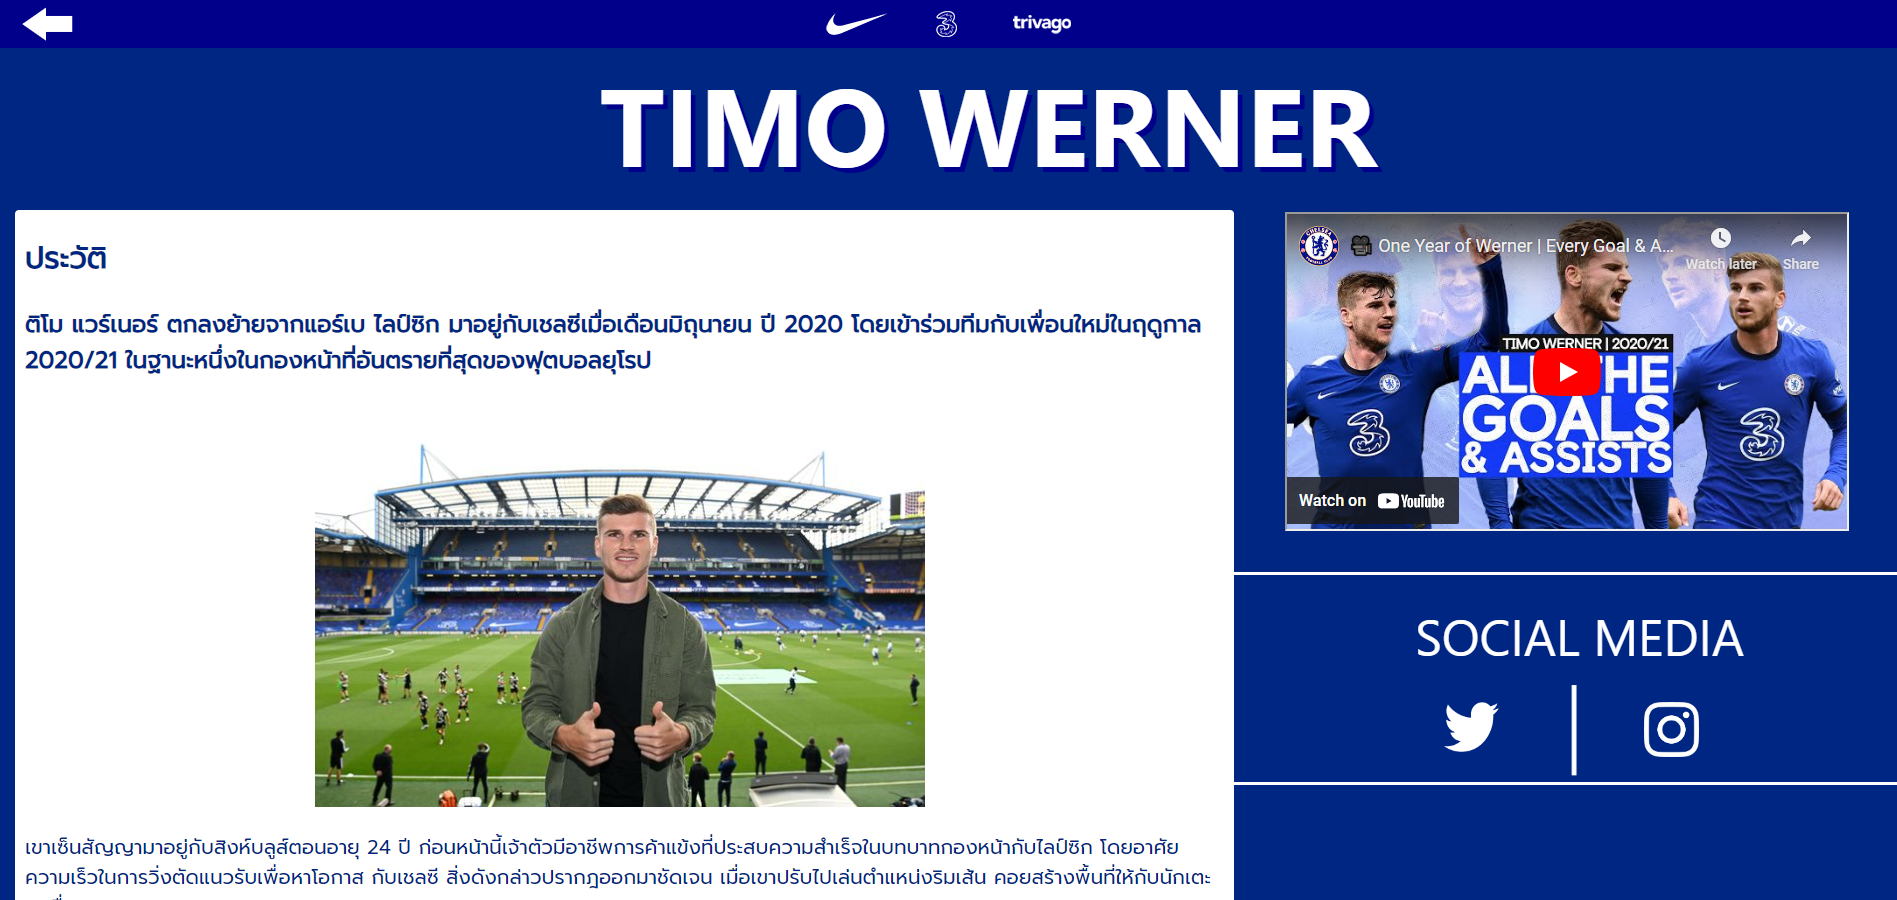 trivago
TIMO WERNER
ประวัติ
ติโม แวร์เนอร์ ตกลงย้ายจากแอร์เบ ไลป์ซิก มาอยู่กับเชลซีเมื่อเดือนมิถุนายน ปี 2020 โดยเข้าร่วมทีมกับเพื่อนใหม่ในฤดูกาล
2020/21 ในฐานะหนึ่งในกองหน้าที่อันตรายที่สุดของฟุตบอลยุโรป
เขาเซ็นสัญญามาอยู่กับสิงห์บลูส์ตอนอายุ 24 ปี ก่อนหน้านี้เจ้าตัวมีอาชีพการค้าแข้งที่ประสบความสำเร็จในบทบาทกองหน้ากับไลป์ซิก โดยอาศัย
ความเร็วในการวิ่งตัดแนวรับเพื่อหาโอกาส กับเชลซี สิ่งดังกล่าวปรากฎออกมาชัดเจน เมื่อเขาปรับไปเล่นตำแหน่งริมเส้น คอยสร้างพื้นที่ให้กับนักเตะ
One Year of Werner | Every Goal & A...
Watch later
Share
TIMO WERNER | 2020/21
ALL THE
GOALS
& ASSISTS
Watch on YouTube
SOCIAL MEDIA